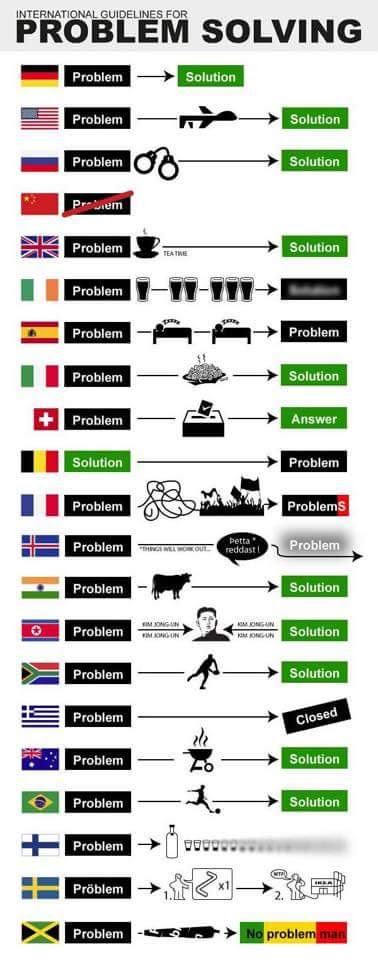 INTERNATIONAL GUIDELINES FOR
PROBLEM SOLVING
Problem Solution
Problem Solution
Problem Solution
Problem
Problem TEA TIME Solution
Problem Solution
Problem Problem
Problem Solution
Problem Answer
Solution Problem
Problem ProblemS
Problem "THINGS WILL WORK OUT... Þetta * reddast! Problem
Problem Solution
Problem KIM JONG-UN KIM JONG-UN Solution
KIM JONG-UN KIM JONG-UN
Problem Solution
Problem Closed
Problem Solution
Problem Solution
Problem
Pröblem 1. x1 2. WTF! IKEA
Problem No problem man